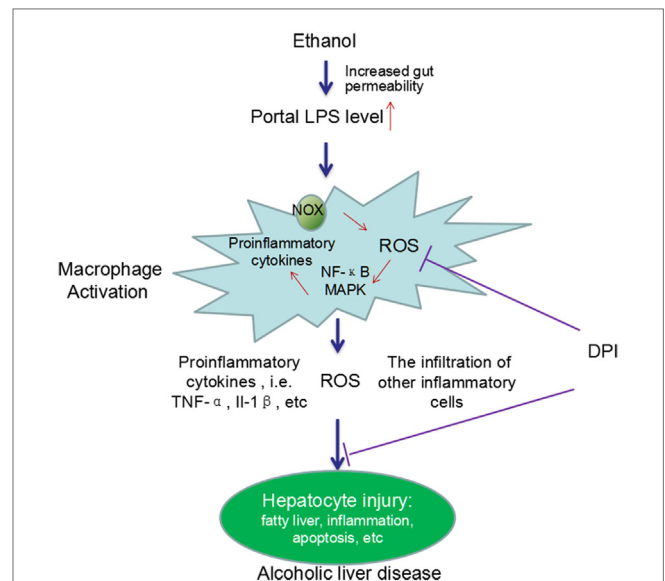 Ethanol
Increased gut
permeability
Portal LPS level
NOX
ROS
Proinflammatory
cytokines
NF-κB
MAPK
Macrophage
Activation
DPI
Proinflammatory
cytokines , i.e.
TNF-α, Il-1β, etc
ROS
The infiltration of
other inflammatory
cells
Hepatocyte injury:
fatty liver, inflammation,
apoptosis, etc
Alcoholic liver disease